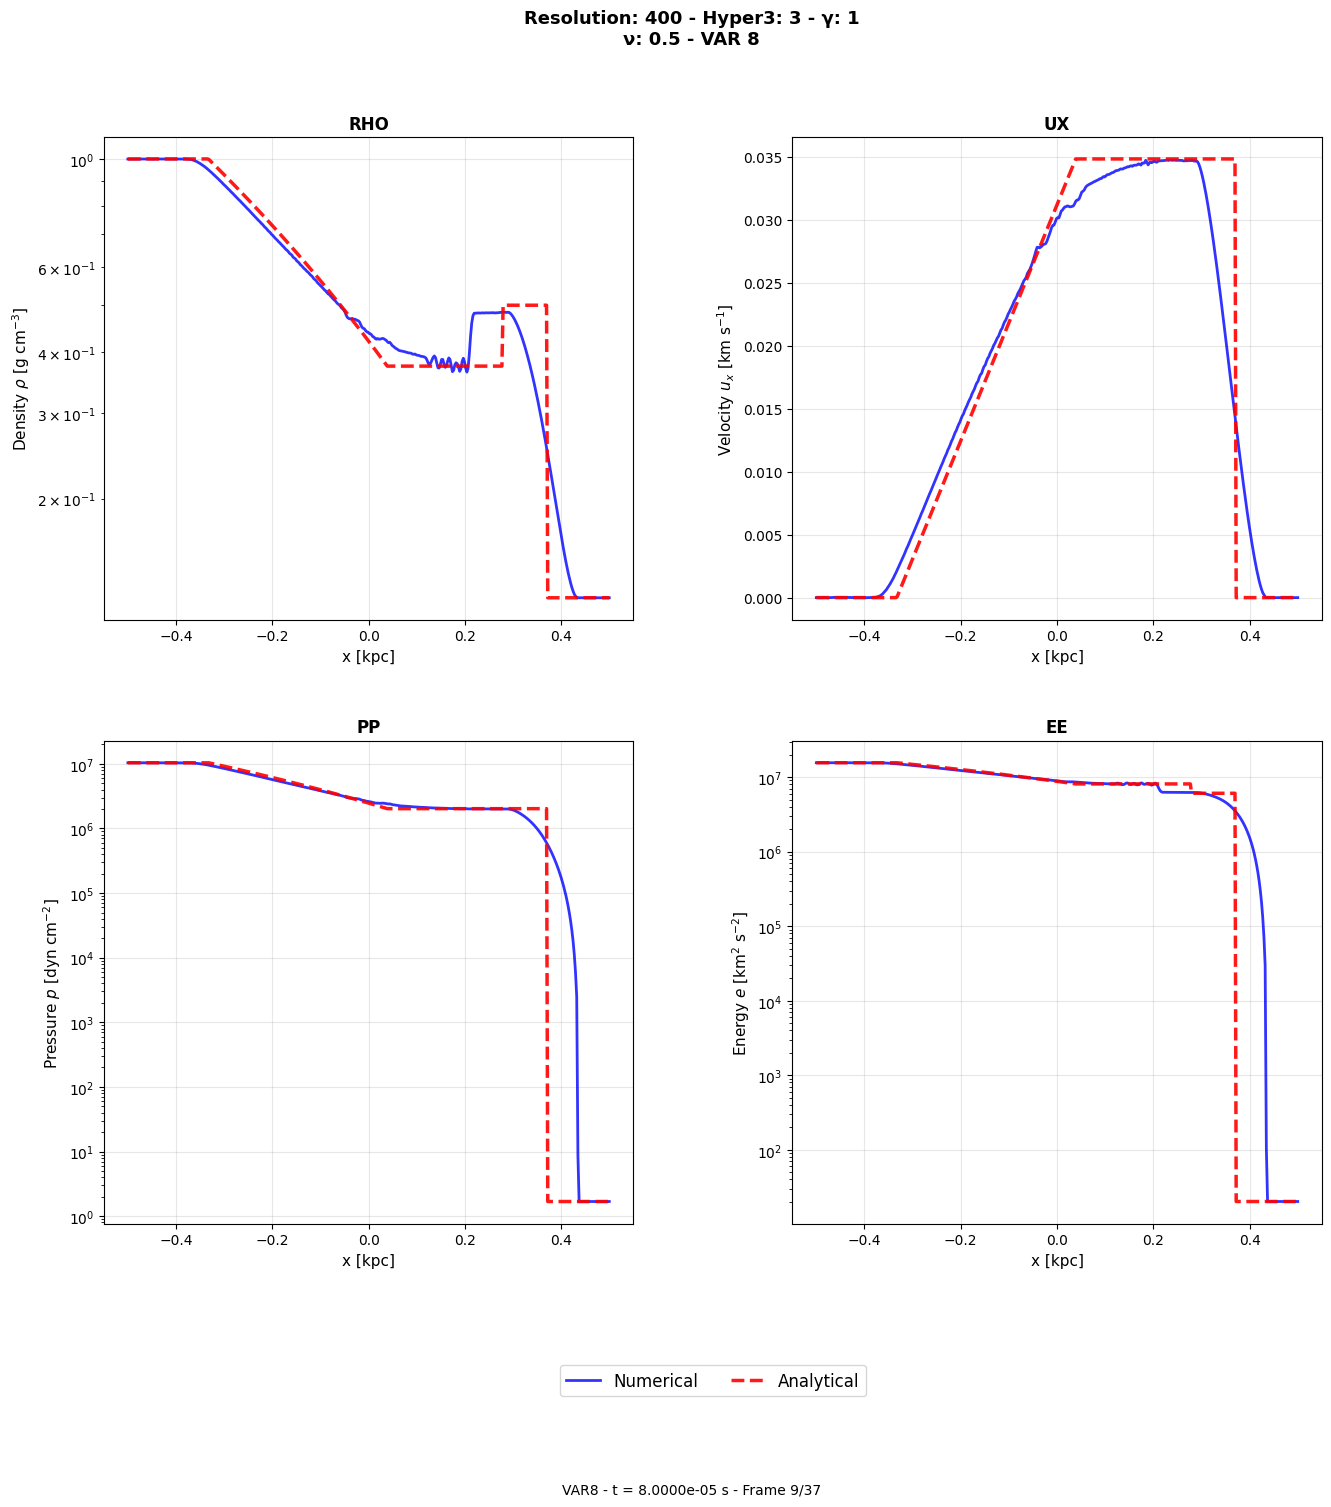 Resolution: 400 - Hyper3: 3 - γ: 1
ν: 0.5 - VAR 8
RHO
Density ρ [g cm⁻³]
10⁰
6 × 10⁻¹
4 × 10⁻¹
3 × 10⁻¹
2 × 10⁻¹
−0.4 −0.2 0.0 0.2 0.4
x [kpc]
UX
Velocity uₓ [km s⁻¹]
0.035
0.030
0.025
0.020
0.015
0.010
0.005
0.000
−0.4 −0.2 0.0 0.2 0.4
x [kpc]
PP
Pressure p [dyn cm⁻²]
10⁷
10⁶
10⁵
10⁴
10³
10²
10¹
10⁰
−0.4 −0.2 0.0 0.2 0.4
x [kpc]
EE
Energy e [km² s⁻²]
10⁷
10⁶
10⁵
10⁴
10³
10²
−0.4 −0.2 0.0 0.2 0.4
x [kpc]
Numerical Analytical
VAR8 - t = 8.0000e-05 s - Frame 9/37